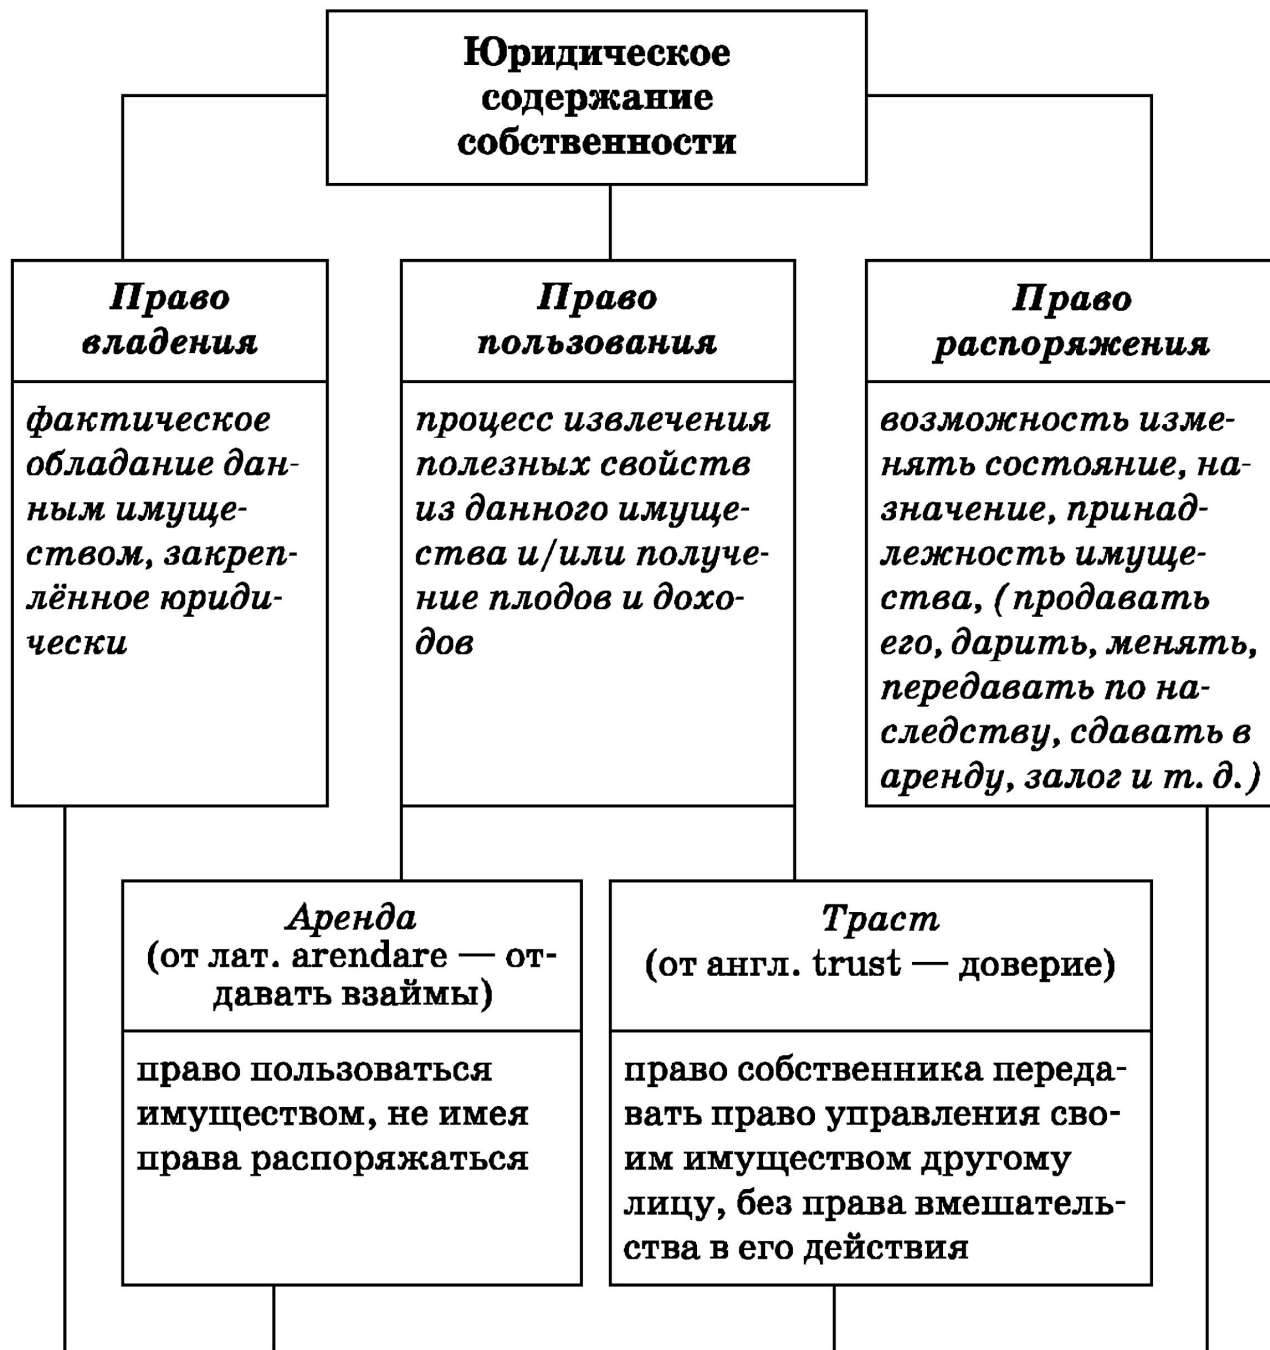 Юридическое
содержание
собственности
Право
владения
фактическое
обладание дан-
ным имуще-
ством, закреп-
лённое юриди-
чески
Право
пользования
процесс извлечения
полезных свойств
из данного имуще-
ства и/или получе-
ние плодов и дохо-
дов
Право
распоряжения
возможность изме-
нять состояние, на-
значение, принад-
лежность имуще-
ства, (продавать
его, дарить, менять,
передавать по на-
следству, сдавать в
аренду, залог и т. д.)
Аренда
(от лат. arendare — от-
давать взаймы)
право пользоваться
имуществом, не имея
права распоряжаться
Траст
(от англ. trust — доверие)
право собственника переда-
вать право управления сво-
им имуществом другому
лицу, без права вмешатель-
ства в его действия